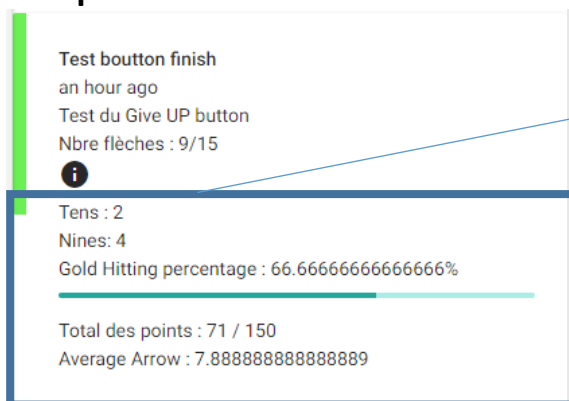 Test boutton finish
an hour ago
Test du Give UP button
Nbre flèches : 9/15
Tens : 2
Nines: 4
Gold Hitting percentage : 66.66666666666666%
Total des points : 71 / 150
Average Arrow : 7.888888888888889